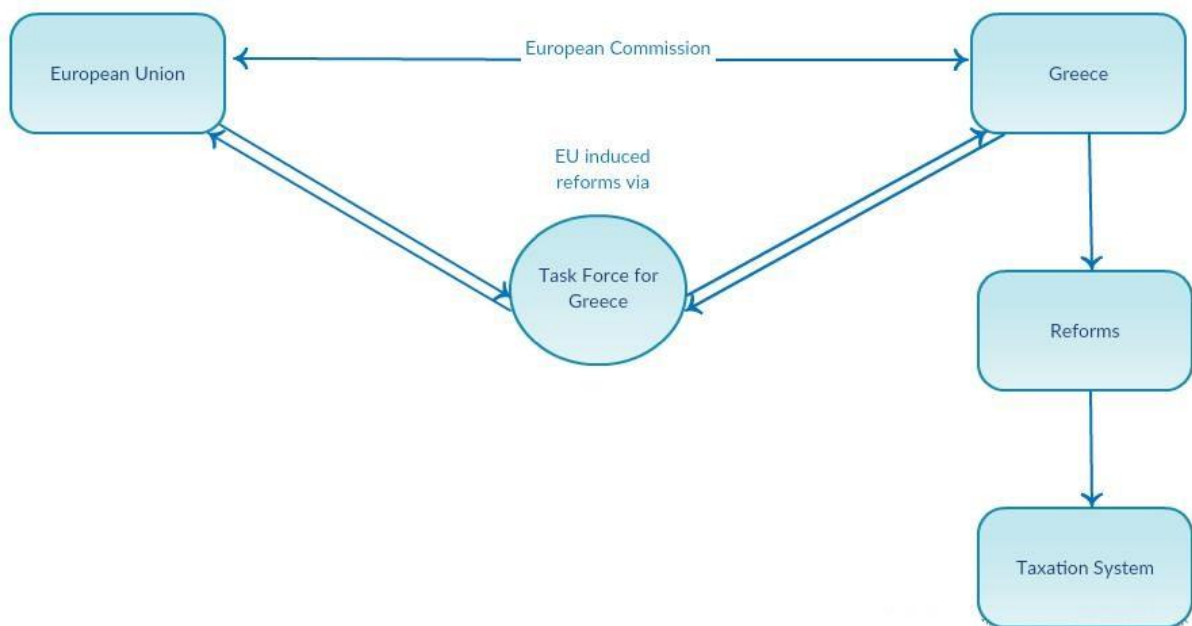 European Commission
European Union
Greece
EU induced
reforms via
Task Force for
Greece
Reforms
Taxation System